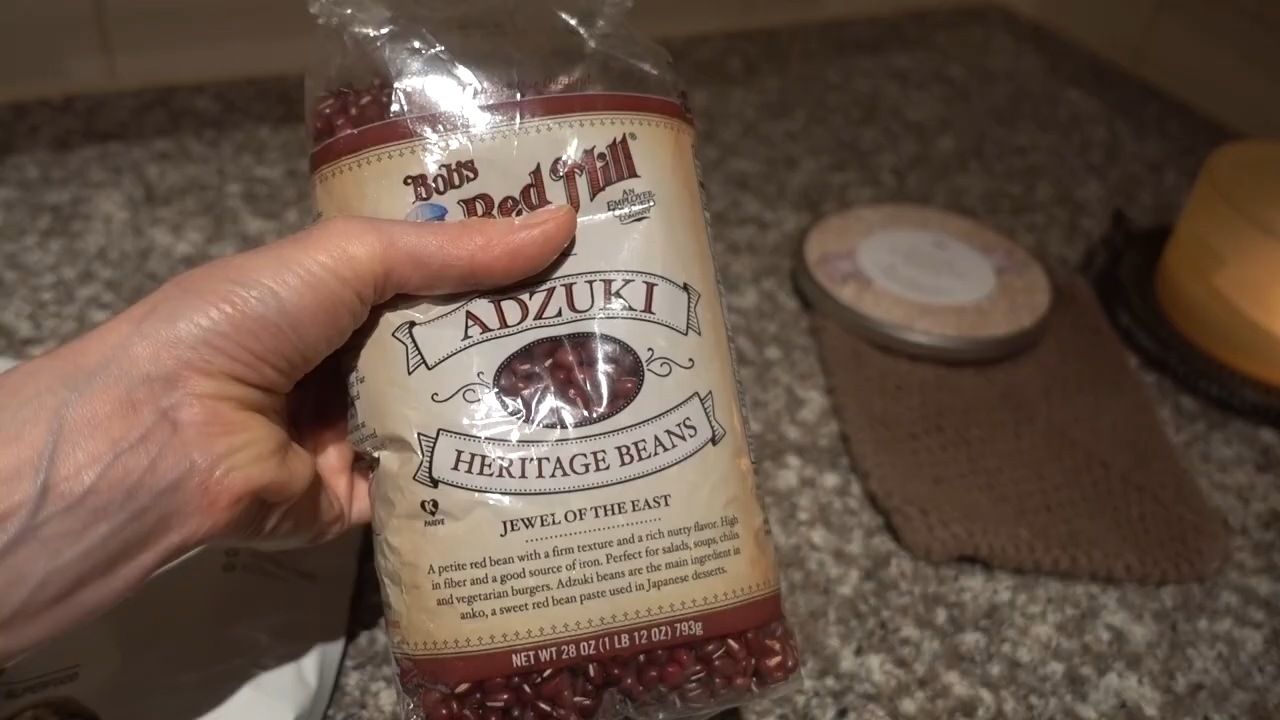 Bob's
Red Mill®
AN
EMPLOYEE
OWNED
COMPANY
ADZUKI
HERITAGE BEANS
K
PAREVE
JEWEL OF THE EAST
A petite red bean with a firm texture and a rich nutty flavor. High
in fiber and a good source of iron. Perfect for salads, soups, chilis
and vegetarian burgers. Adzuki beans are the main ingredient in
anko, a sweet red bean paste used in Japanese desserts.
NET WT 28 OZ (1 LB 12 OZ) 793g
SUPERFOOD